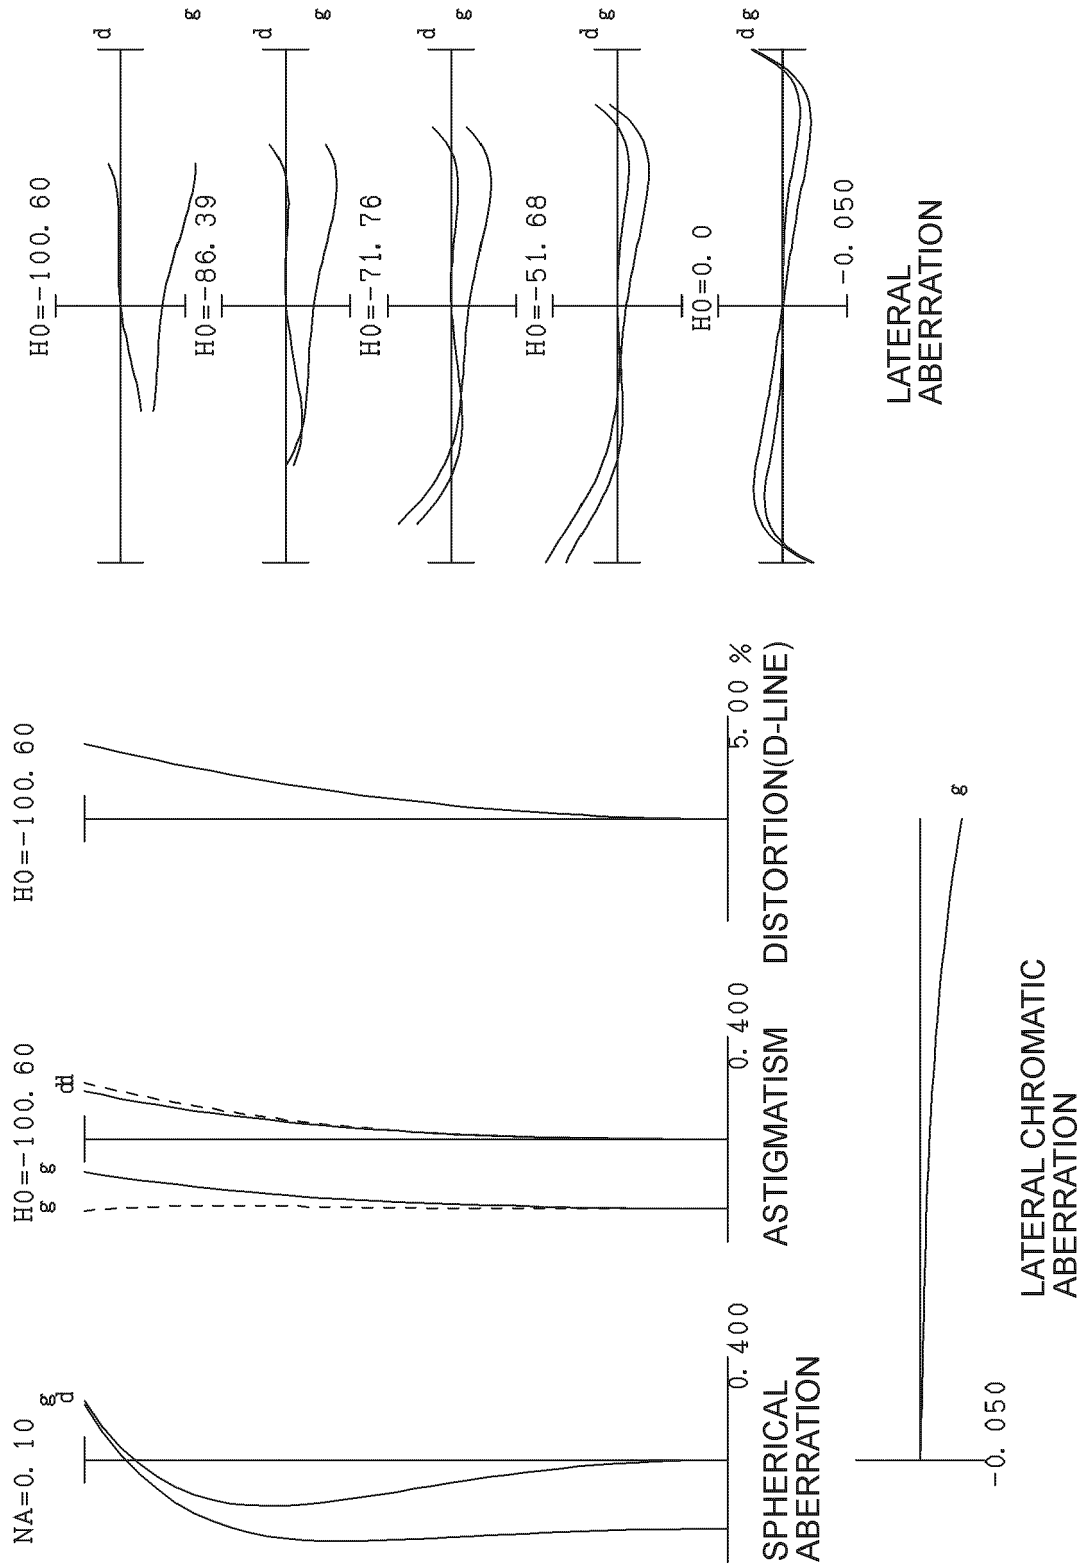 NA=0. 10
g
d
0. 400
SPHERICAL
ABERRATION
H0=-100. 60
g
g
dd
0. 400
ASTIGMATISM
H0=-100. 60
5. 00 %
DISTORTION(D-LINE)
H0=-100. 60
d
g
H0=-86. 39
d
g
H0=-71. 76
d
g
H0=-51. 68
d
g
H0=0. 0
d
g
-0. 050
LATERAL
ABERRATION
g
-0. 050
LATERAL CHROMATIC
ABERRATION